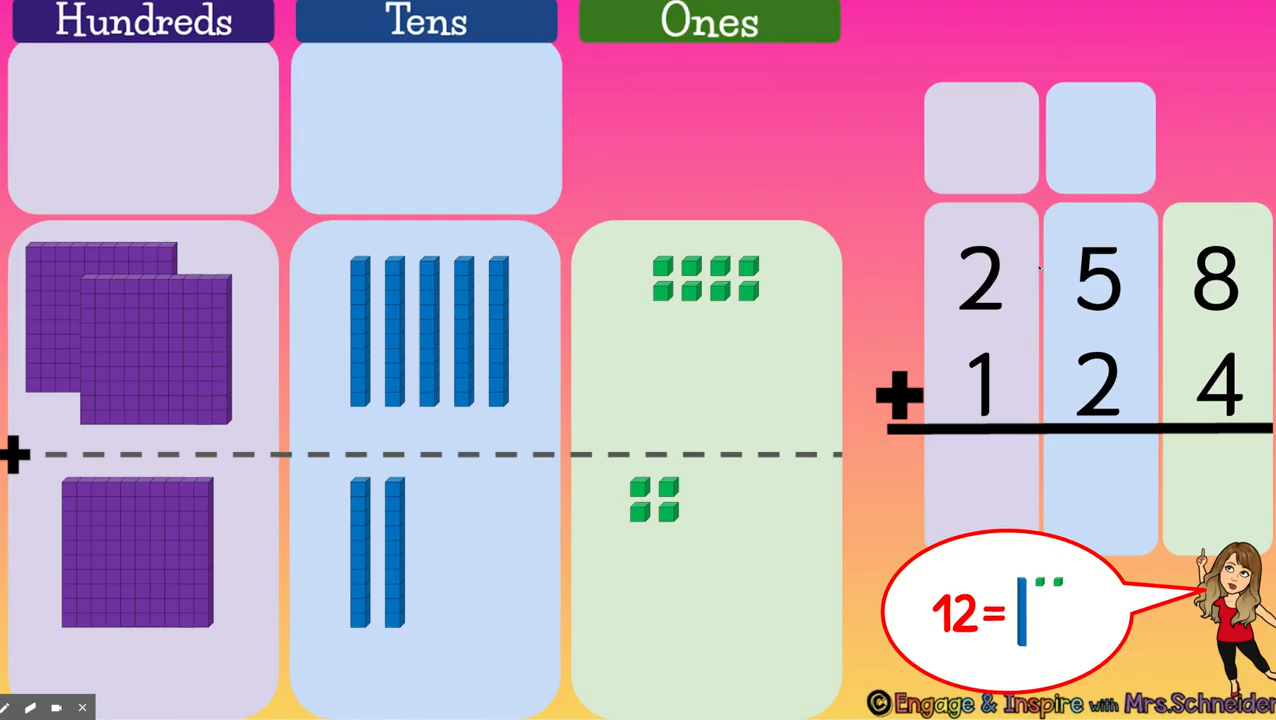 Hundreds Tens Ones
2 5 8
+ 1 2 4
+
12=
© Engage & Inspire with Mrs.Schneider